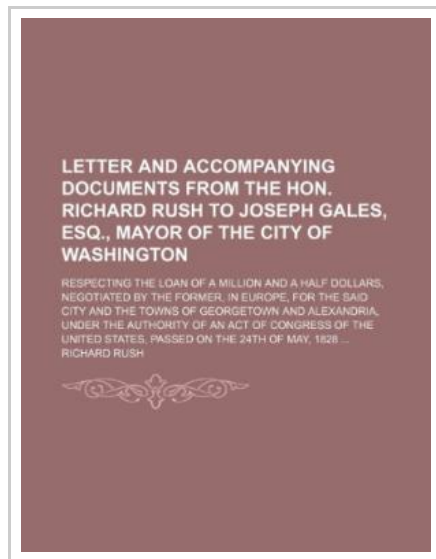 LETTER AND ACCOMPANYING
DOCUMENTS FROM THE HON.
RICHARD RUSH TO JOSEPH GALES,
ESQ., MAYOR OF THE CITY OF
WASHINGTON
RESPECTING THE LOAN OF A MILLION AND A HALF DOLLARS,
NEGOTIATED BY THE FORMER, IN EUROPE, FOR THE SAID
CITY AND THE TOWNS OF GEORGETOWN AND ALEXANDRIA,
UNDER THE AUTHORITY OF AN ACT OF CONGRESS OF THE
UNITED STATES, PASSED ON THE 24TH OF MAY, 1828 ...
RICHARD RUSH